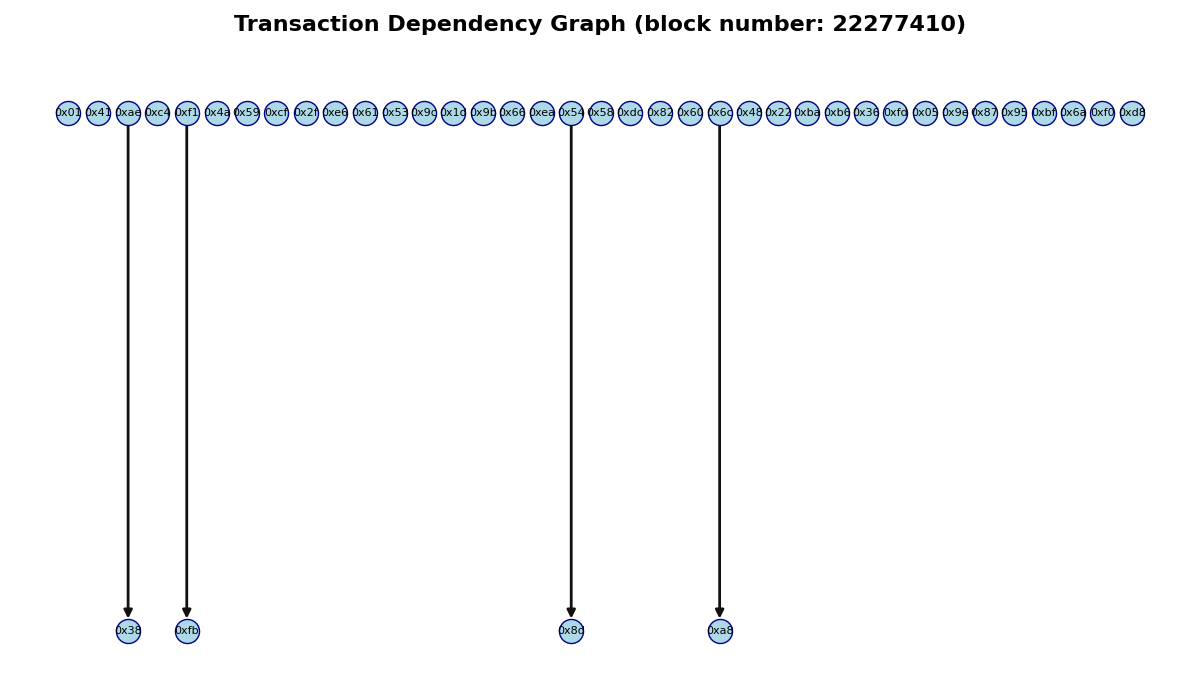 Transaction Dependency Graph (block number: 22277410)
0x01 0x41 0xae 0xc4 0xf1 0x4a 0x59 0xcf 0x2f 0xe6 0x61 0x53 0x9c 0x1d 0x9b 0x66 0xea 0x54 0x58 0xdc 0x82 0x60 0x6c 0x48 0x22 0xba 0xb6 0x36 0xfd 0x05 0x9e 0x87 0x95 0xbf 0x6a 0xf0 0xd8
0x38 0xfb 0x8d 0xa8